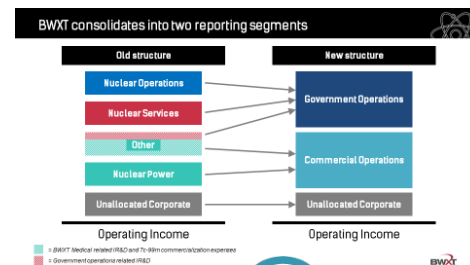 BWXT consolidates into two reporting segments
Old structure
New structure
Nuclear Operations
Nuclear Services
Other
Nuclear Power
Unallocated Corporate
Government Operations
Commercial Operations
Unallocated Corporate
Operating Income
Operating Income
= BWXT Medical related IR&D and Tc-99m commercialization expenses
= Government operations related IR&D
BWXT